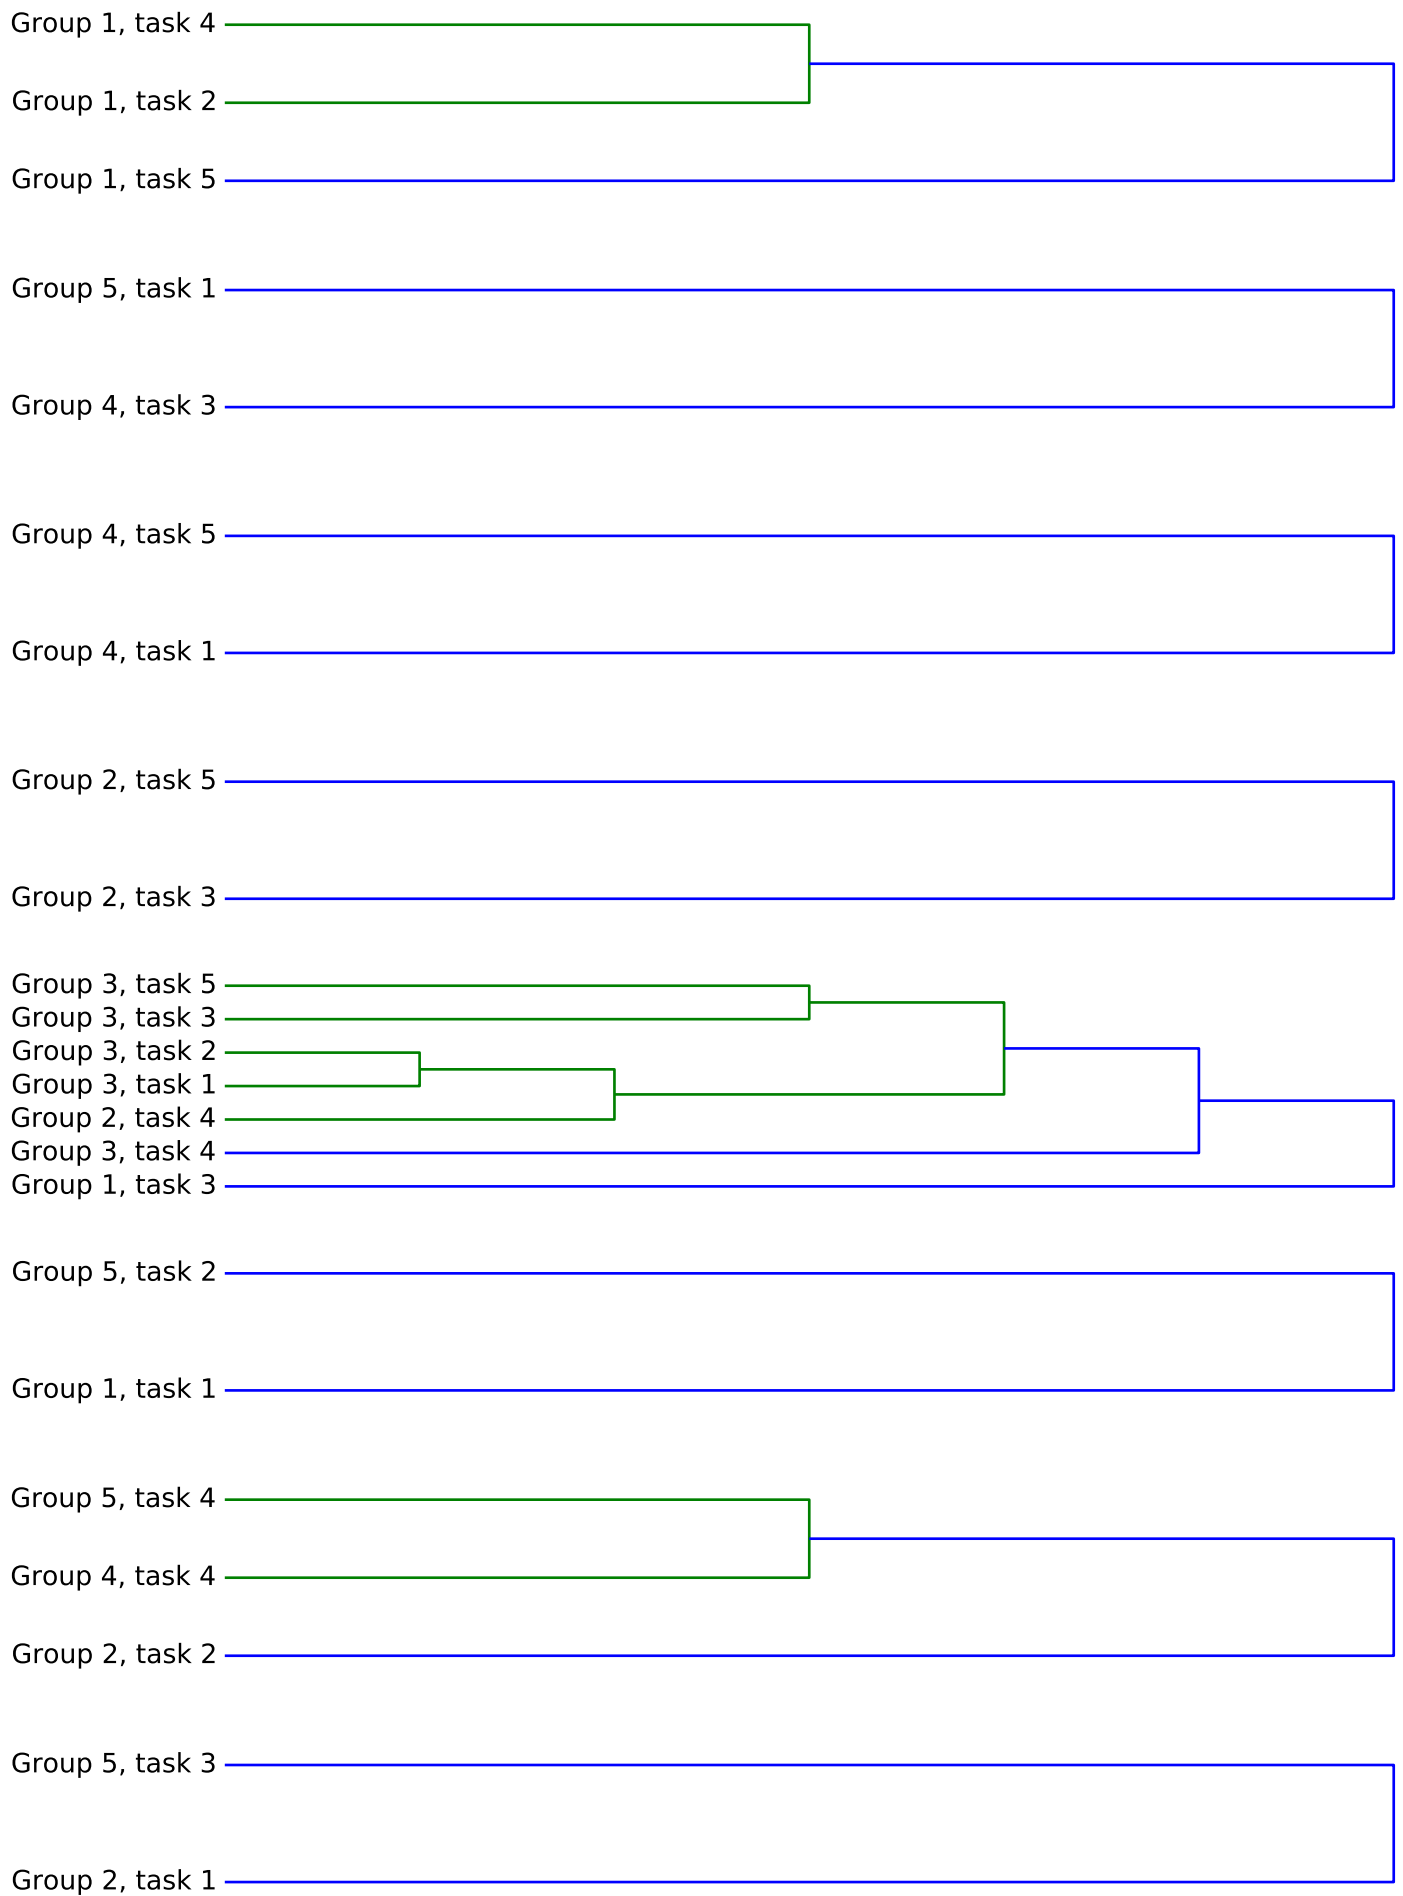 Group 1, task 4
Group 1, task 2
Group 1, task 5
Group 5, task 1
Group 4, task 3
Group 4, task 5
Group 4, task 1
Group 2, task 5
Group 2, task 3
Group 3, task 5
Group 3, task 3
Group 3, task 2
Group 3, task 1
Group 2, task 4
Group 3, task 4
Group 1, task 3
Group 5, task 2
Group 1, task 1
Group 5, task 4
Group 4, task 4
Group 2, task 2
Group 5, task 3
Group 2, task 1